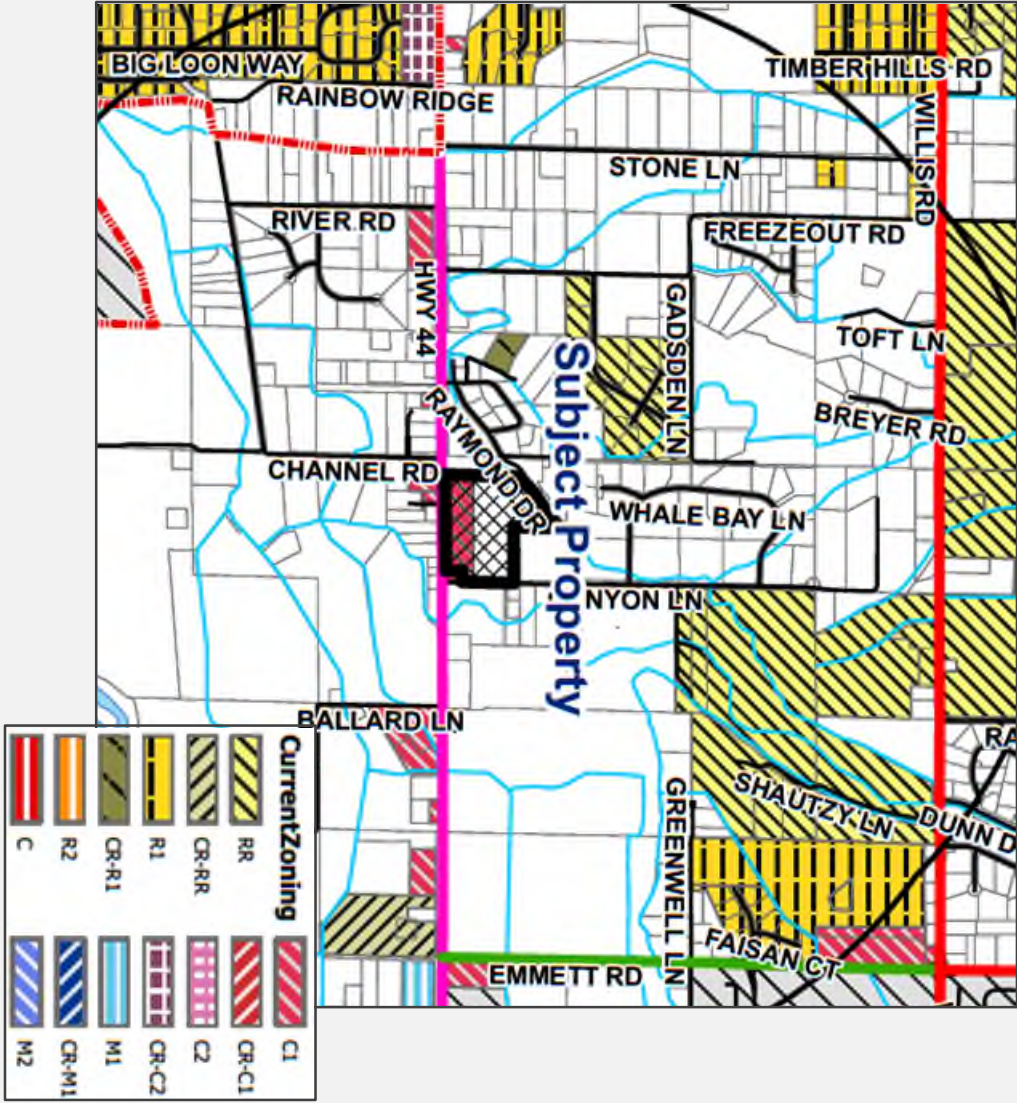 BIG LOON WAY
TIMBER HILLS RD
RAINBOW RIDGE
WILLIS RD
STONE LN
RIVER RD
FREEZEOUT RD
HWY 44
GADSDEN LN
TOFT LN
Subject Property
RAYMOND DR
BREYER RD
CHANNEL RD
WHALE BAY LN
NYON LN
BALLARD LN
RA
SHAUTZY LN
DUNN D
GREENWELL LN
FAISAN CT
EMMETT RD
CurrentZoning
RR
CR-RR
R1
CR-R1
R2
C
C1
CR-C1
C2
CR-C2
M1
CR-M1
M2